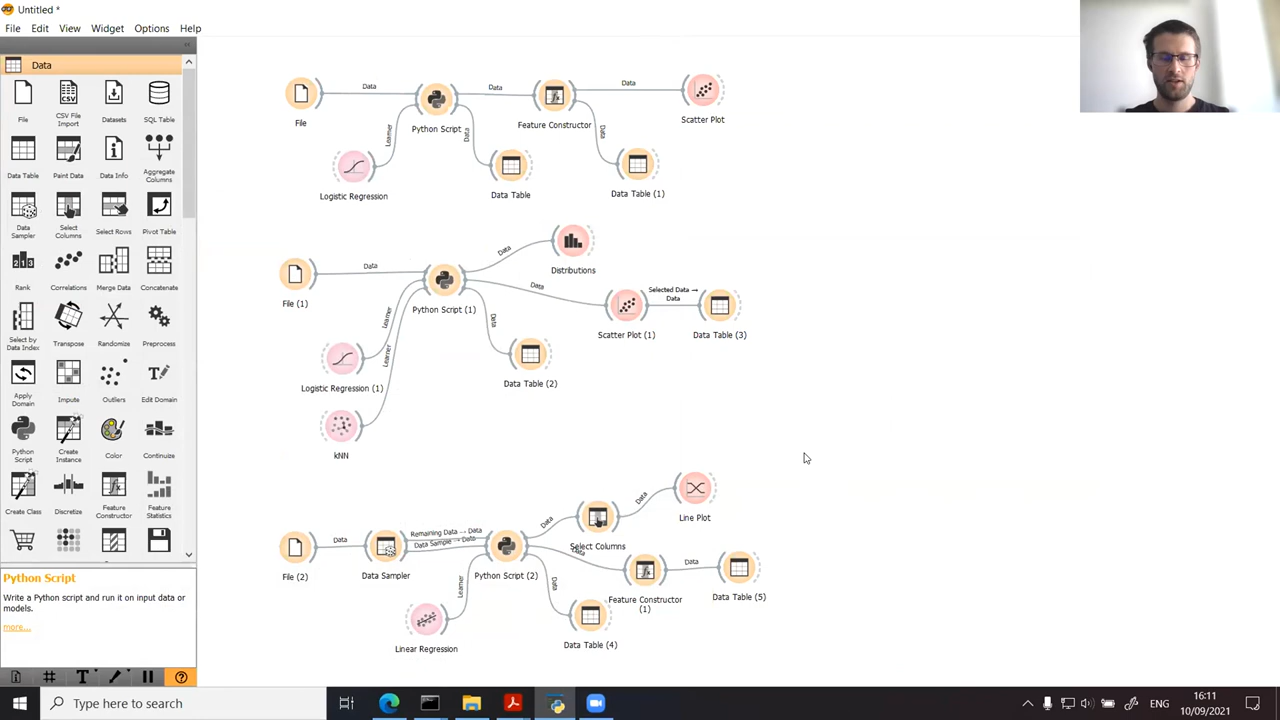 Untitled *
File Edit View Widget Options Help
Data
File
CSV File Import
Datasets
SQL Table
Data Table
Paint Data
Data Info
Aggregate Columns
Data Sampler
Select Columns
Select Rows
Pivot Table
Rank
Correlations
Merge Data
Concatenate
Select by Data Index
Transpose
Randomize
Preprocess
Apply Domain
Impute
Outliers
Edit Domain
Python Script
Create Instance
Color
Continuize
Create Class
Discretize
Feature Constructor
Feature Statistics
Python Script
Write a Python script and run it on input data or
models.
more...
Data
Data
Data
File
Python Script
Feature Constructor
Scatter Plot
Learner
Data
Data
Logistic Regression
Data Table
Data Table (1)
Data
Distributions
Data
Data
Selected Data →
Data
File (1)
Python Script (1)
Scatter Plot (1)
Data Table (3)
Learner
Data
Learner
Logistic Regression (1)
Data Table (2)
kNN
Data
Line Plot
Data
Remaining Data → Data
Data Sample → Data
Data
Select Columns
Data
Data
File (2)
Data Sampler
Python Script (2)
Feature Constructor
(1)
Data Table (5)
Learner
Data
Linear Regression
Data Table (4)
Type here to search
ENG
16:11
10/09/2021